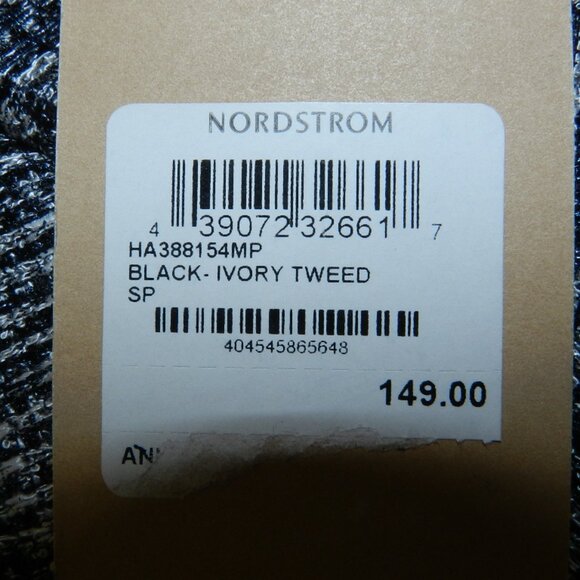 NORDSTROM
4 39072 32661 7
HA388154MP
BLACK- IVORY TWEED
SP
404545865648
149.00